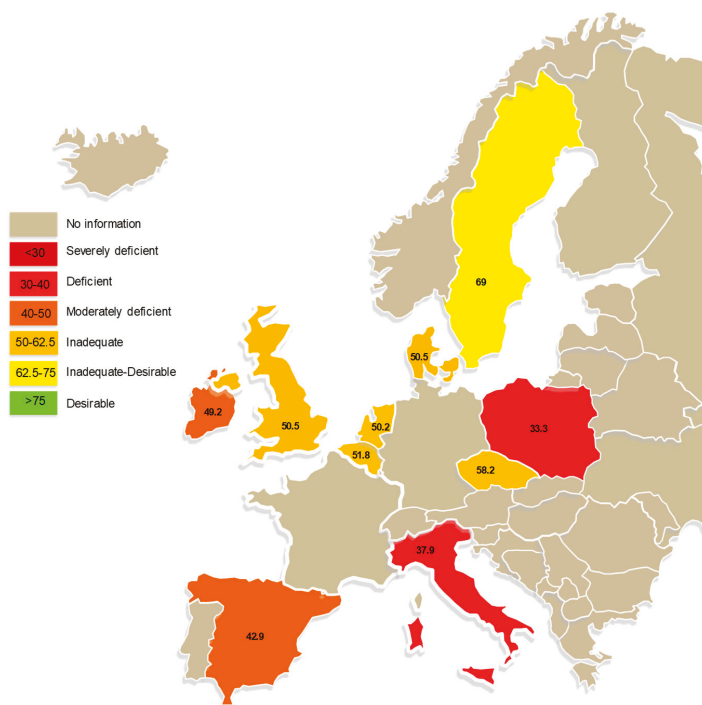 No information
<30 Severely deficient
30-40 Deficient
40-50 Moderately deficient
50-62.5 Inadequate
62.5-75 Inadequate-Desirable
>75 Desirable
69
50.5
49.2
50.5
50.2
51.8
33.3
58.2
37.9
42.9